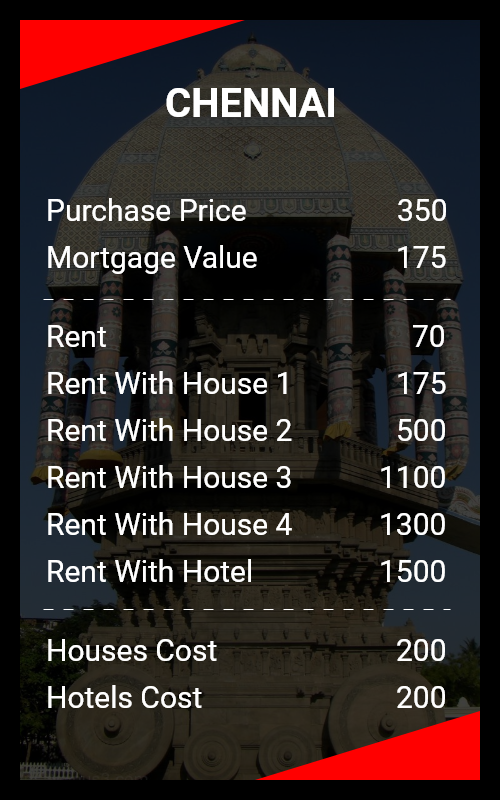 CHENNAI
Purchase Price 350
Mortgage Value 175
Rent 70
Rent With House 1 175
Rent With House 2 500
Rent With House 3 1100
Rent With House 4 1300
Rent With Hotel 1500
Houses Cost 200
Hotels Cost 200